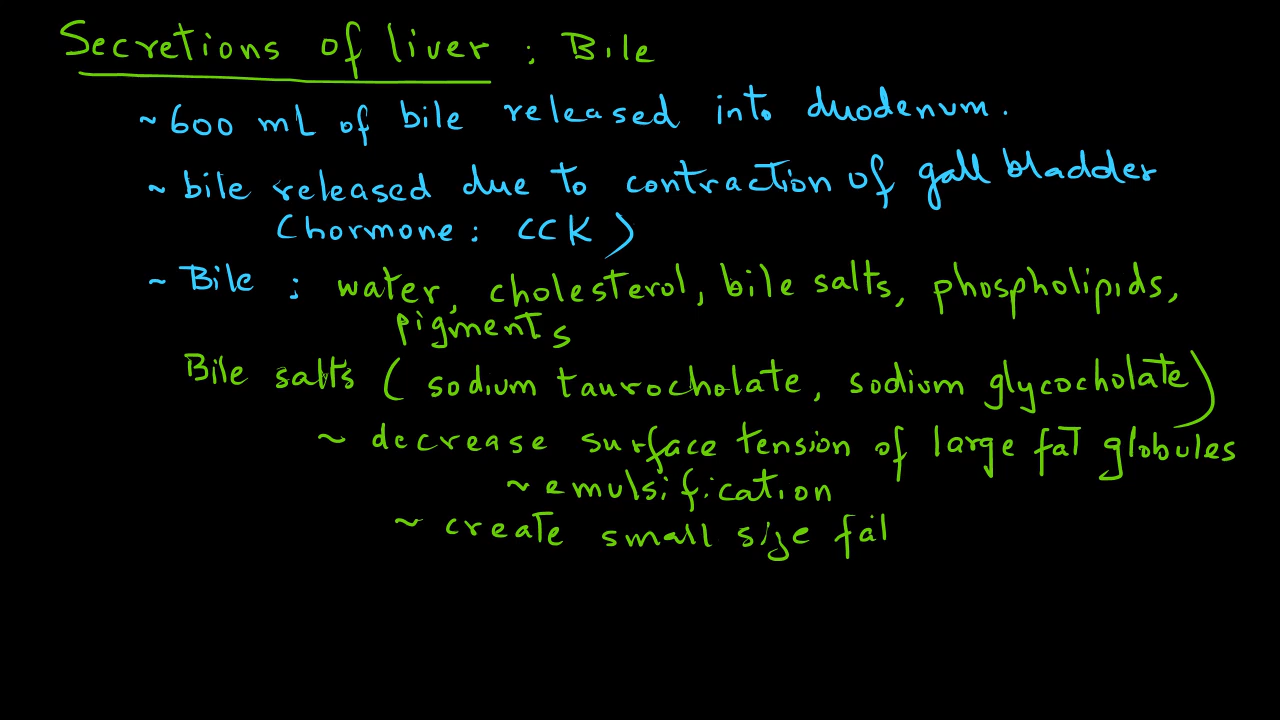 Secretions of liver : Bile
~ 600 mL of bile released into duodenum.
~ bile released due to contraction of gall bladder
(hormone : CCK)
~ Bile : water, cholesterol, bile salts, phospholipids,
pigments
Bile salts ( sodium taurocholate, sodium glycocholate)
~ decrease surface tension of large fat globules
~ emulsification
~ create small size fat